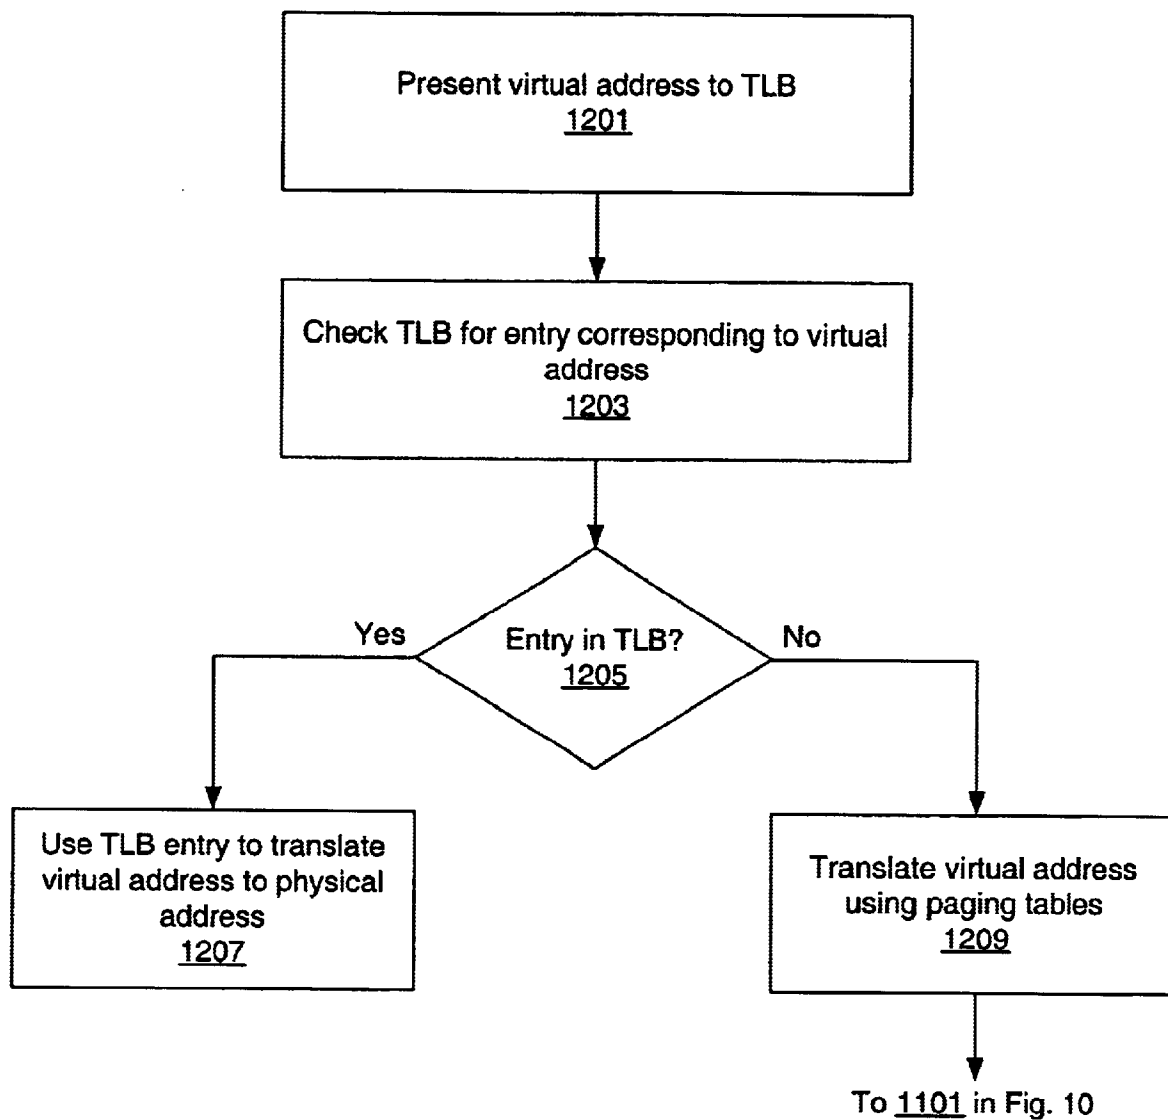 Present virtual address to TLB
1201
Check TLB for entry corresponding to virtual
address
1203
Yes
Entry in TLB?
1205
No
Use TLB entry to translate
virtual address to physical
address
1207
Translate virtual address
using paging tables
1209
To 1101 in Fig. 10